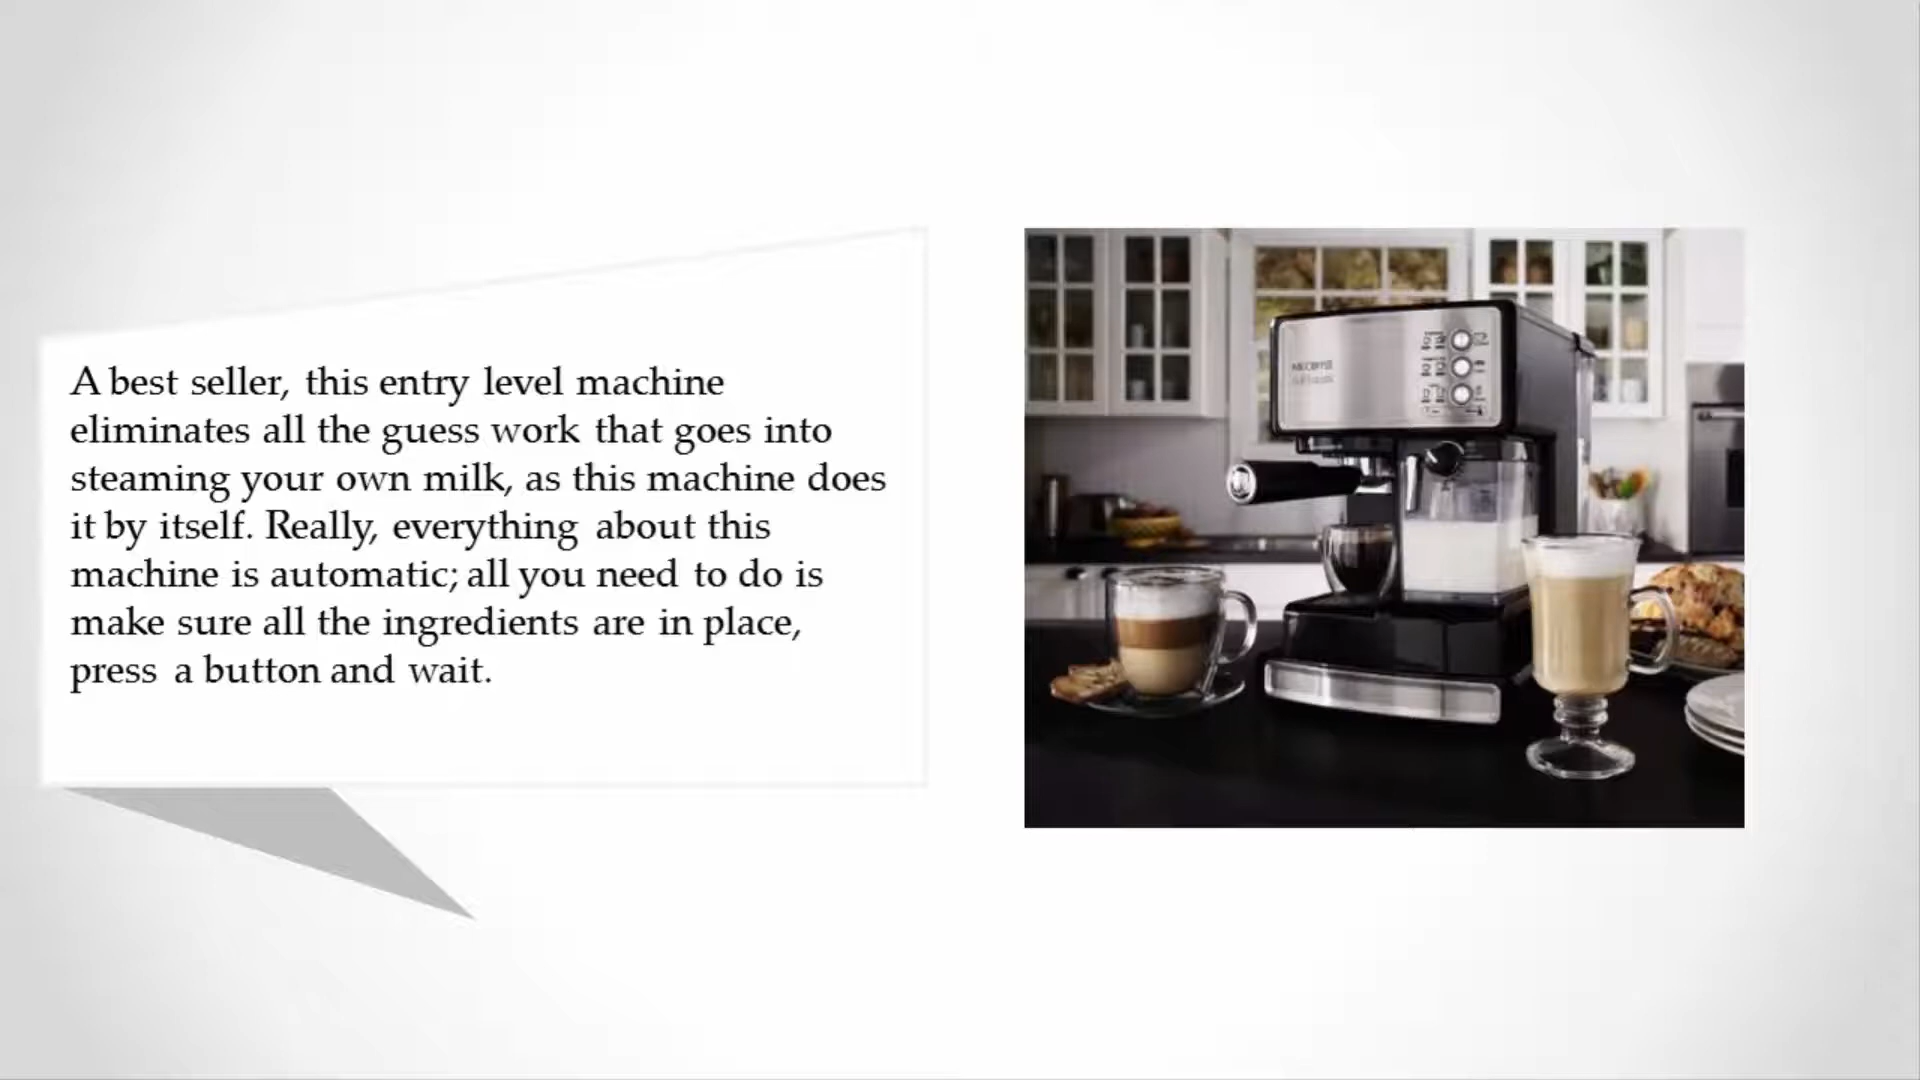 A best seller, this entry level machine
eliminates all the guess work that goes into
steaming your own milk, as this machine does
it by itself. Really, everything about this
machine is automatic; all you need to do is
make sure all the ingredients are in place,
press a button and wait.